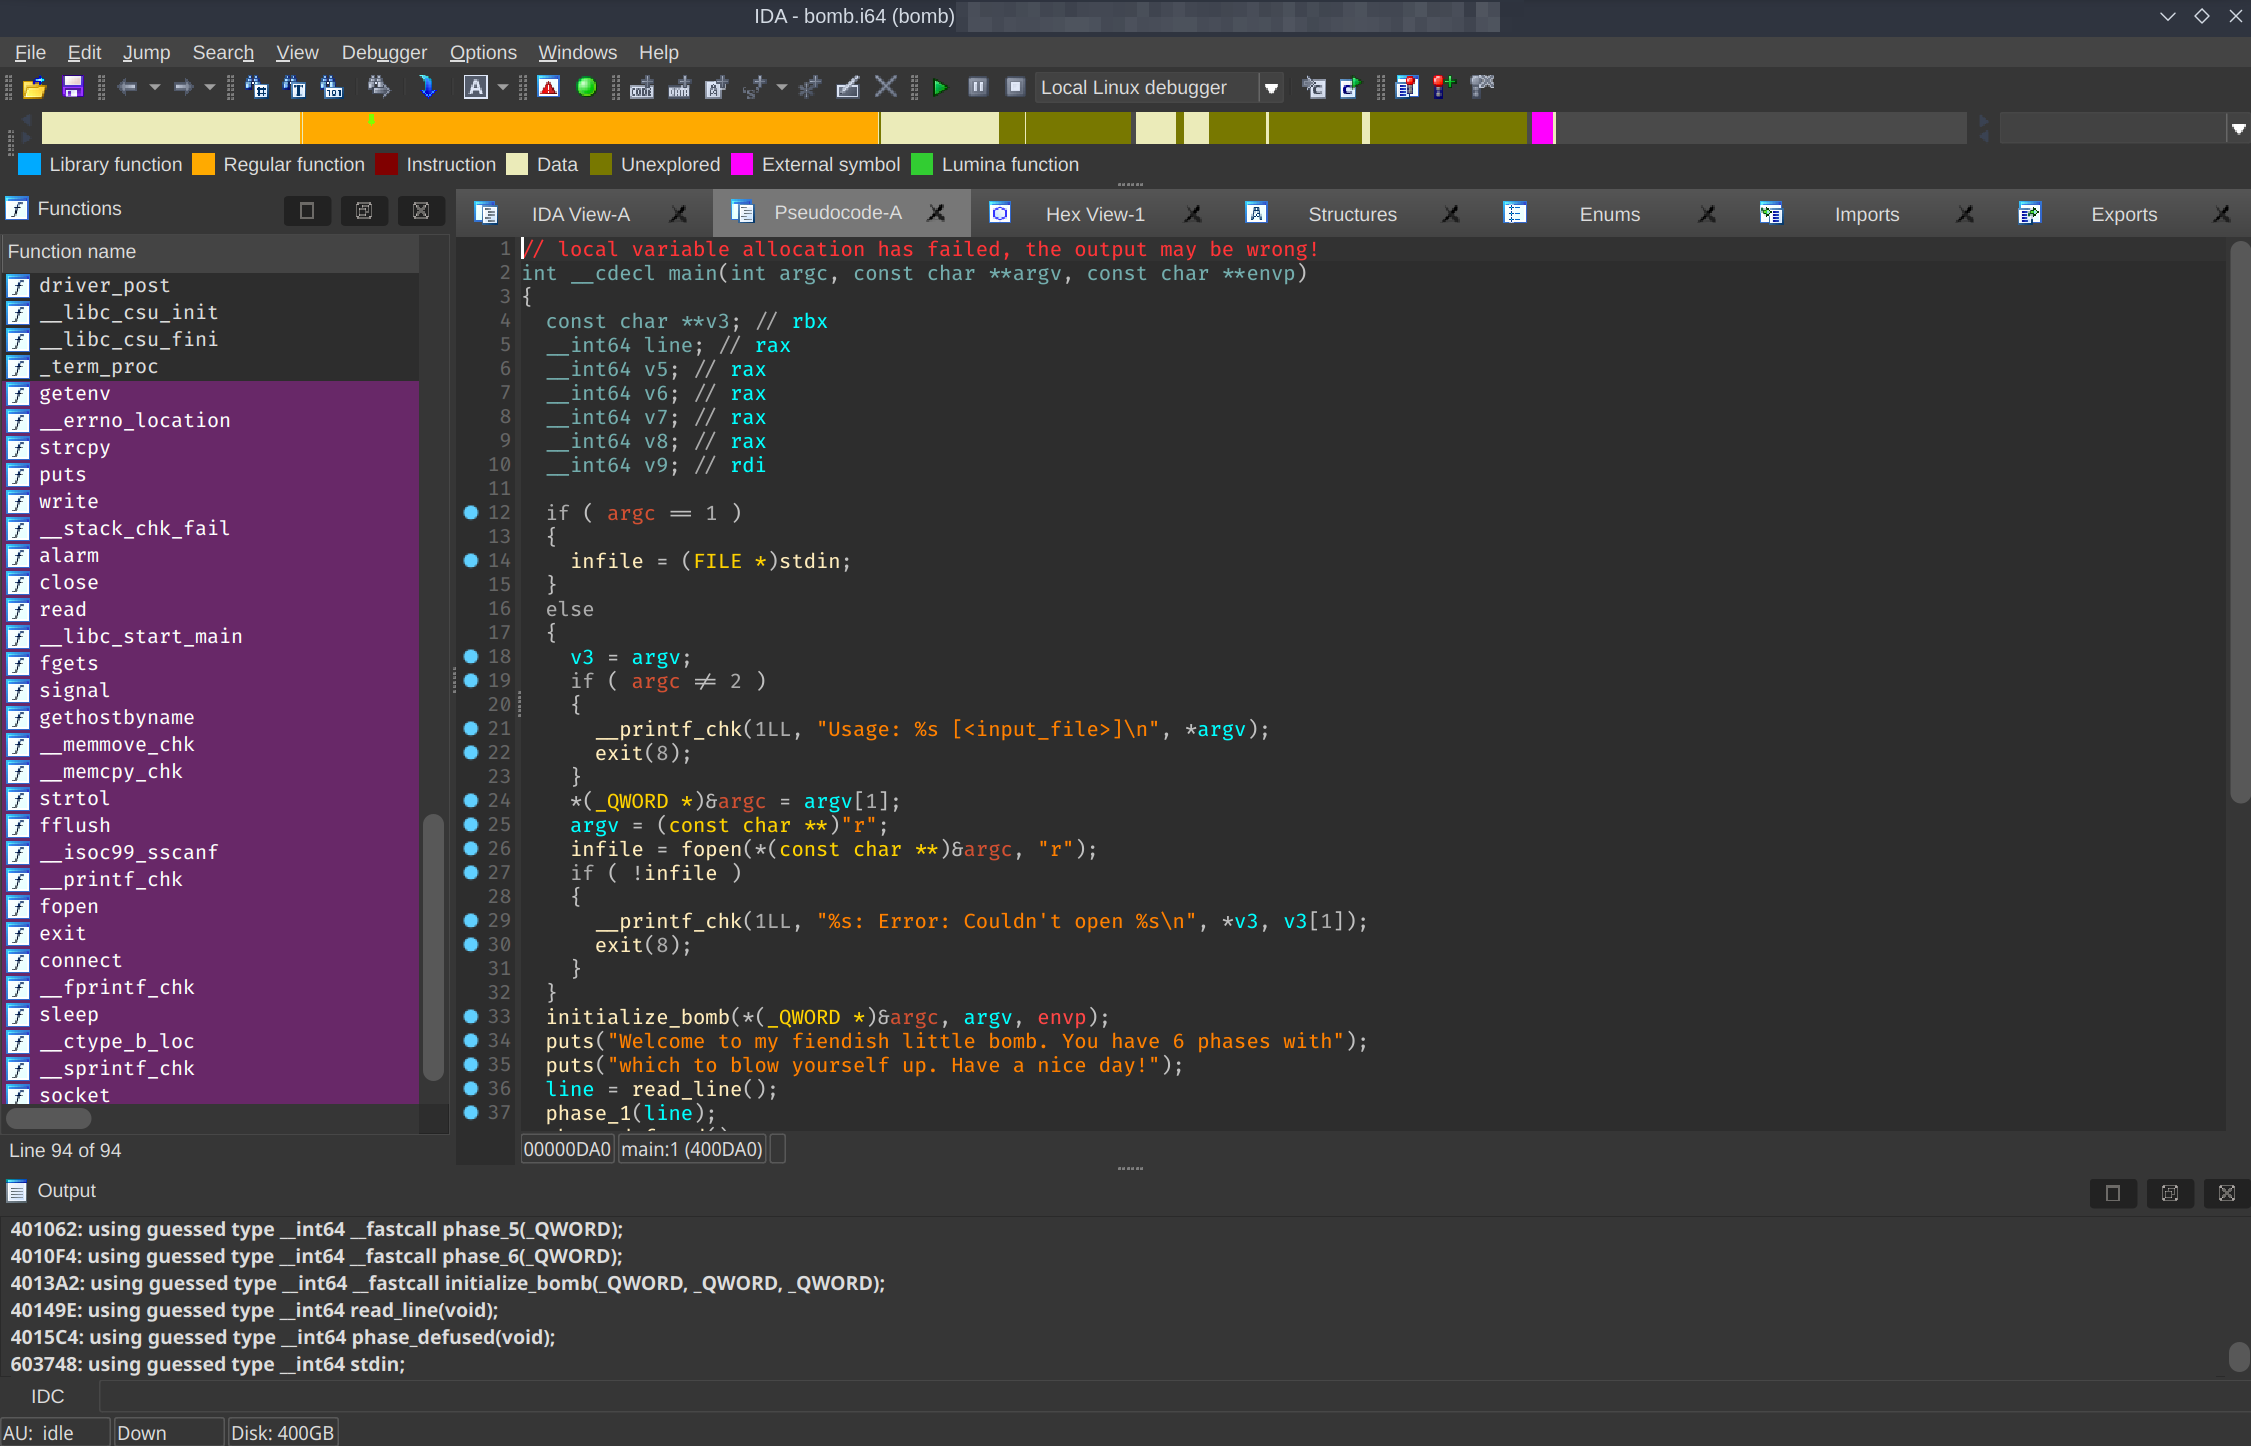 IDA - bomb.i64 (bomb)
File Edit Jump Search View Debugger Options Windows Help
Local Linux debugger
Library function Regular function Instruction Data Unexplored External symbol Lumina function
Functions
IDA View-A Pseudocode-A Hex View-1 Structures Enums Imports Exports
Function name
driver_post
__libc_csu_init
__libc_csu_fini
_term_proc
getenv
__errno_location
strcpy
puts
write
__stack_chk_fail
alarm
close
read
__libc_start_main
fgets
signal
gethostbyname
__memmove_chk
__memcpy_chk
strtol
fflush
__isoc99_sscanf
__printf_chk
fopen
exit
connect
__fprintf_chk
sleep
__ctype_b_loc
__sprintf_chk
socket
Line 94 of 94
1 // local variable allocation has failed, the output may be wrong!
2 int __cdecl main(int argc, const char **argv, const char **envp)
3 {
4 const char **v3; // rbx
5 __int64 line; // rax
6 __int64 v5; // rax
7 __int64 v6; // rax
8 __int64 v7; // rax
9 __int64 v8; // rax
10 __int64 v9; // rdi
11
12 if ( argc == 1 )
13 {
14 infile = (FILE *)stdin;
15 }
16 else
17 {
18 v3 = argv;
19 if ( argc != 2 )
20 {
21 __printf_chk(1LL, "Usage: %s [<input_file>]\n", *argv);
22 exit(8);
23 }
24 *(_QWORD *)&argc = argv[1];
25 argv = (const char **)"r";
26 infile = fopen(*(const char **)&argc, "r");
27 if ( !infile )
28 {
29 __printf_chk(1LL, "%s: Error: Couldn't open %s\n", *v3, v3[1]);
30 exit(8);
31 }
32 }
33 initialize_bomb(*(_QWORD *)&argc, argv, envp);
34 puts("Welcome to my fiendish little bomb. You have 6 phases with");
35 puts("which to blow yourself up. Have a nice day!");
36 line = read_line();
37 phase_1(line);
00000DA0 main:1 (400DA0)
Output
401062: using guessed type __int64 __fastcall phase_5(_QWORD);
4010F4: using guessed type __int64 __fastcall phase_6(_QWORD);
4013A2: using guessed type __int64 __fastcall initialize_bomb(_QWORD, _QWORD, _QWORD);
40149E: using guessed type __int64 read_line(void);
4015C4: using guessed type __int64 phase_defused(void);
603748: using guessed type __int64 stdin;
IDC
AU: idle Down Disk: 400GB